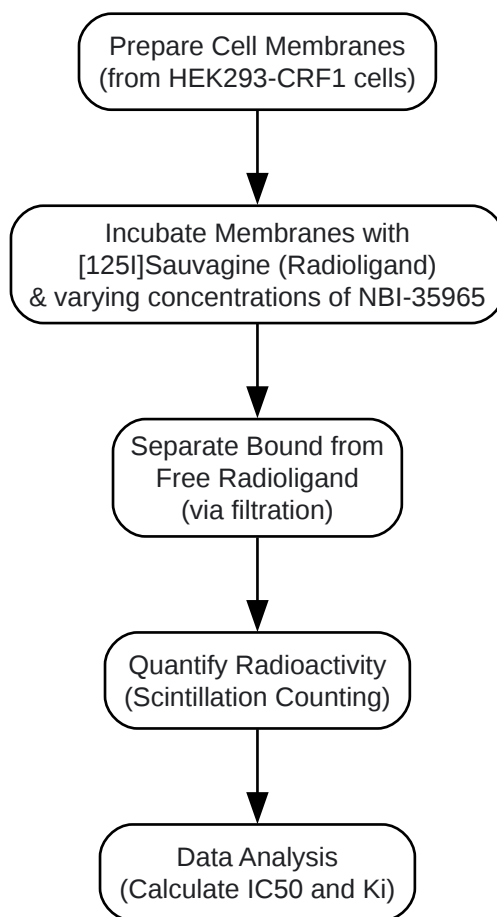 Prepare Cell Membranes
(from HEK293-CRF1 cells)
Incubate Membranes with
[125I]Sauvagine (Radioligand)
& varying concentrations of NBI-35965
Separate Bound from
Free Radioligand
(via filtration)
Quantify Radioactivity
(Scintillation Counting)
Data Analysis
(Calculate IC50 and Ki)